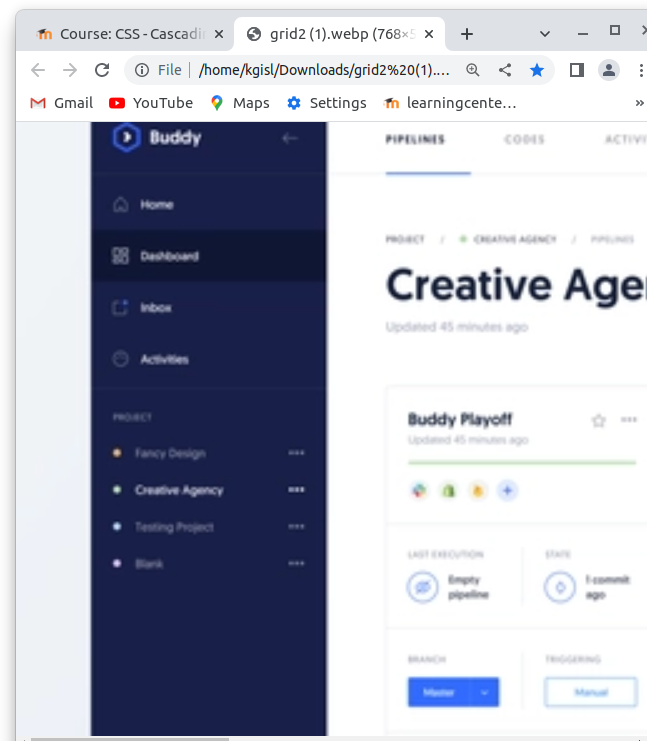 Course: CSS - Cascadin
grid2 (1).webp (768×5
File
/home/kgisl/Downloads/grid2%20(1)....
Gmail
YouTube
Maps
Settings
learningcente…
»
Buddy
PIPELINES
CODES
ACTIVI
Home
Dashboard
Inbox
Activities
PROJECT
Fancy Design
Creative Agency
Testing Project
Blank
PROJECT / CREATIVE AGENCY / PIPELINES
Creative Age
Updated 45 minutes ago
Buddy Playoff
Updated 45 minutes ago
LAST EXECUTION
STATE
Empty
pipeline
1 commit
ago
BRANCH
TRIGGERING
Master
Manual